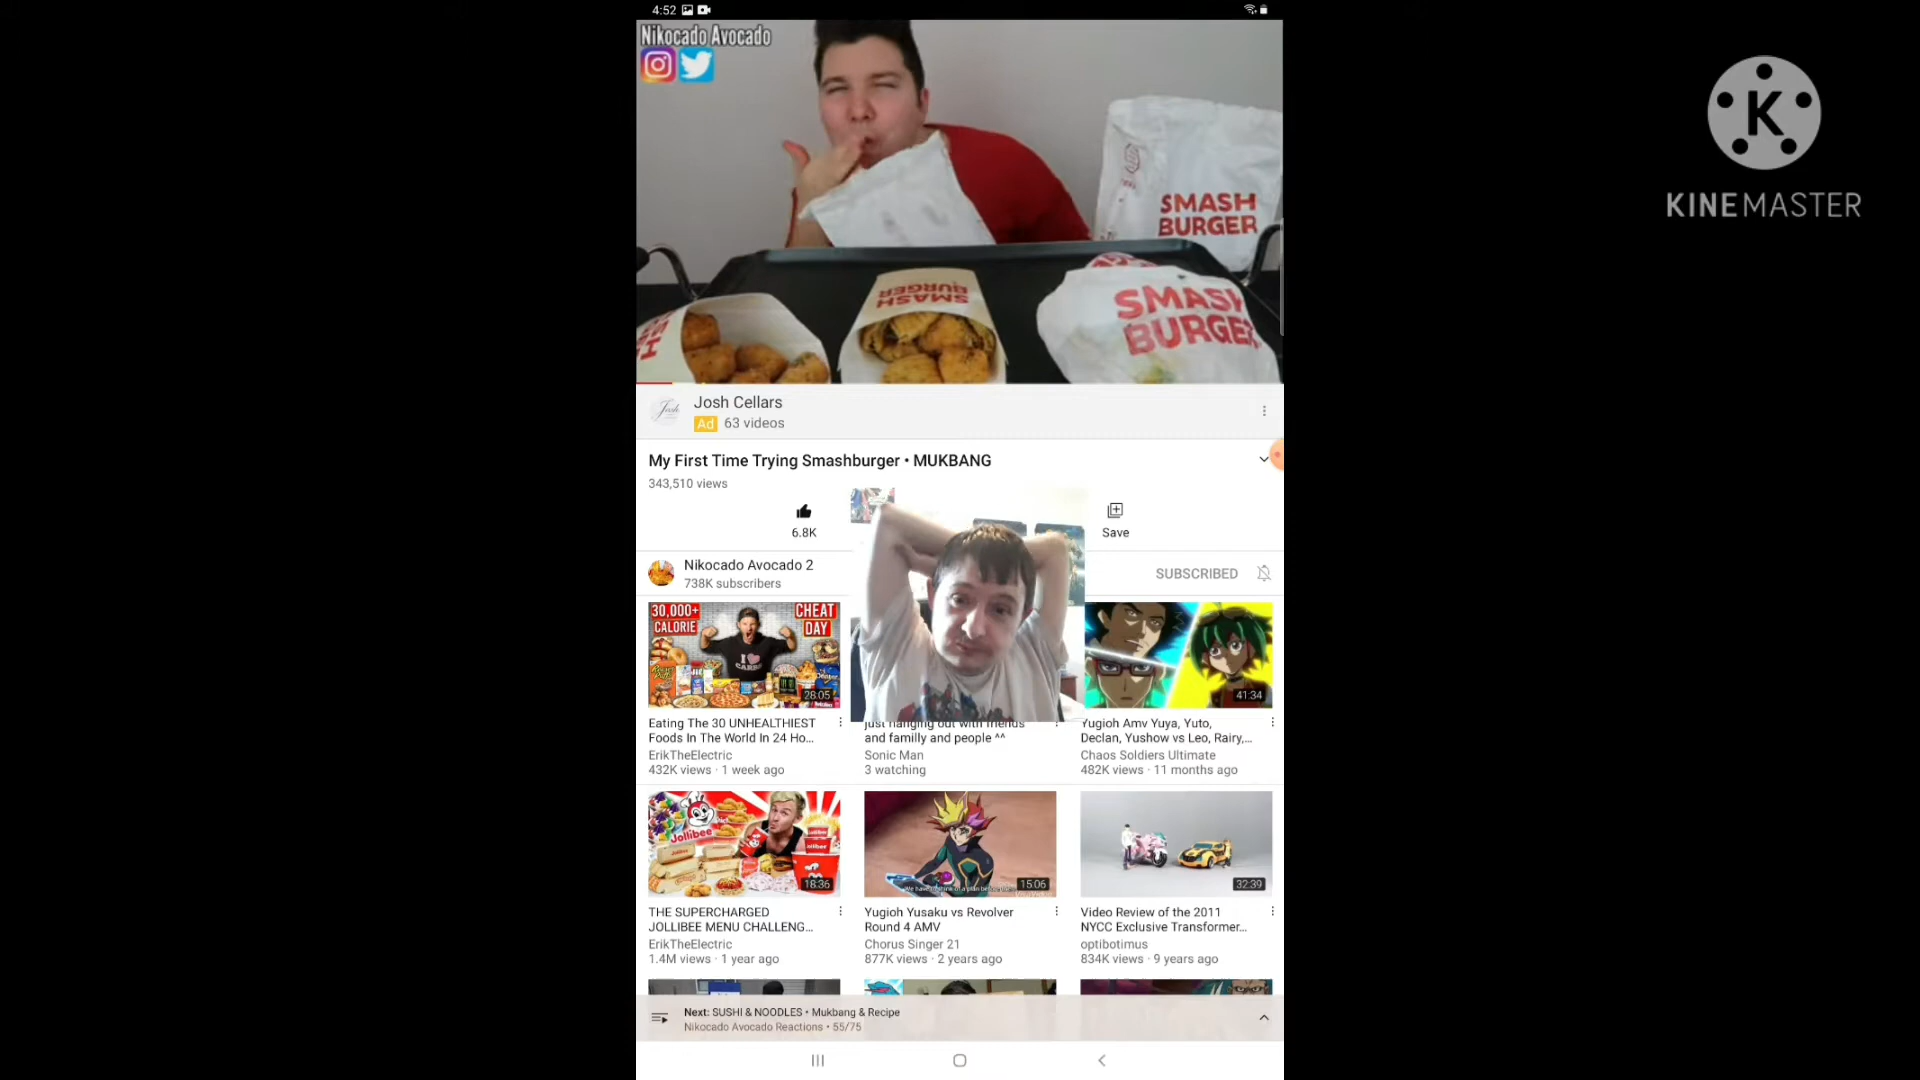 4:52
Nikocado Avocado
SMASH
BURGER
SMASH
BURGER
SMASH
BURGER
K
KINEMASTER
Josh Cellars
Ad 63 videos
My First Time Trying Smashburger • MUKBANG
343,510 views
6.8K
Save
Nikocado Avocado 2
738K subscribers
SUBSCRIBED
30,000+
CALORIE
CHEAT
DAY
28:05
41:34
Eating The 30 UNHEALTHIEST
Foods In The World In 24 Ho...
ErikTheElectric
432K views · 1 week ago
just hanging out with friends
and familly and people ^^
Sonic Man
3 watching
Yugioh Amv Yuya, Yuto,
Declan, Yushow vs Leo, Rairy,...
Chaos Soldiers Ultimate
482K views · 11 months ago
Jollibee
18:36
15:06
32:39
THE SUPERCHARGED
JOLLIBEE MENU CHALLENG...
ErikTheElectric
1.4M views · 1 year ago
Yugioh Yusaku vs Revolver
Round 4 AMV
Chorus Singer 21
877K views · 2 years ago
Video Review of the 2011
NYCC Exclusive Transformer...
optibotimus
834K views · 9 years ago
Next: SUSHI & NOODLES • Mukbang & Recipe
Nikocado Avocado Reactions • 55/75